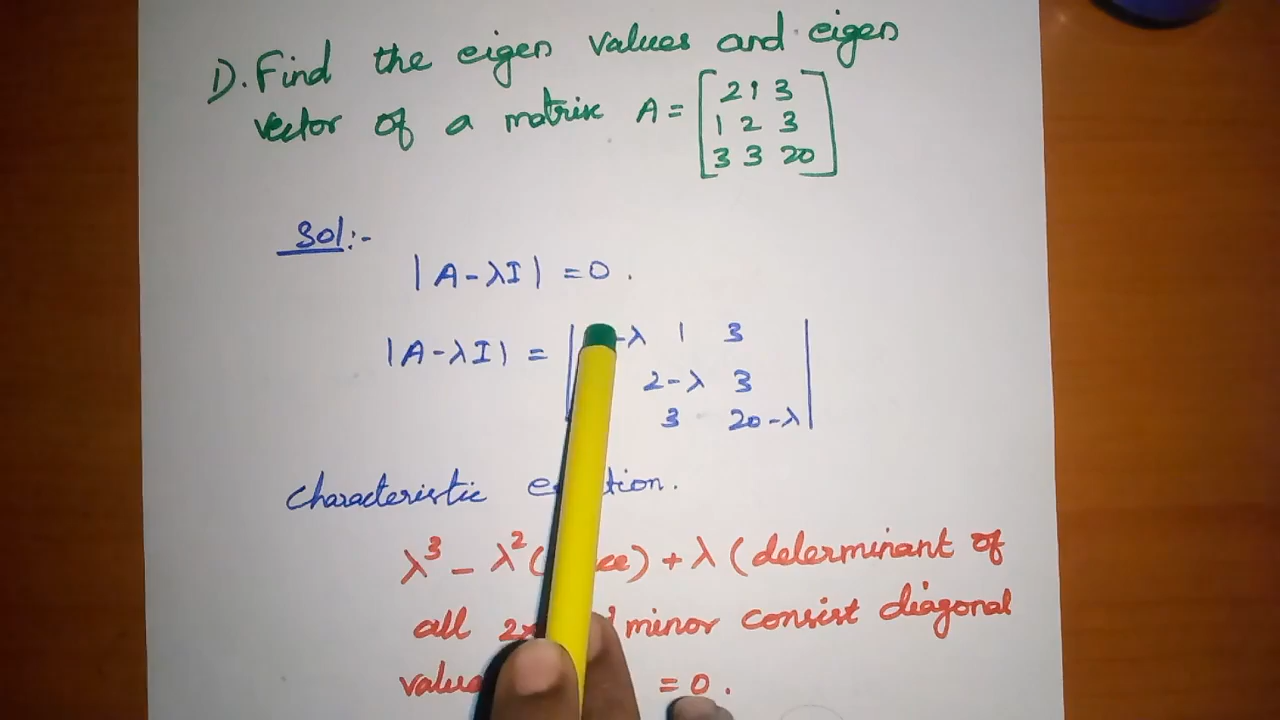 D. Find the eigen values and eigen
vector of a matrix A = [2 1 3
1 2 3
3 3 20]
Sol:-
|A-λI| = 0.
|A-λI| = | -λ 1 3
2-λ 3
3 20-λ |
Characteristic
λ³ - λ² ( ) + λ (determinant of
all minor consist diagonal
= 0.